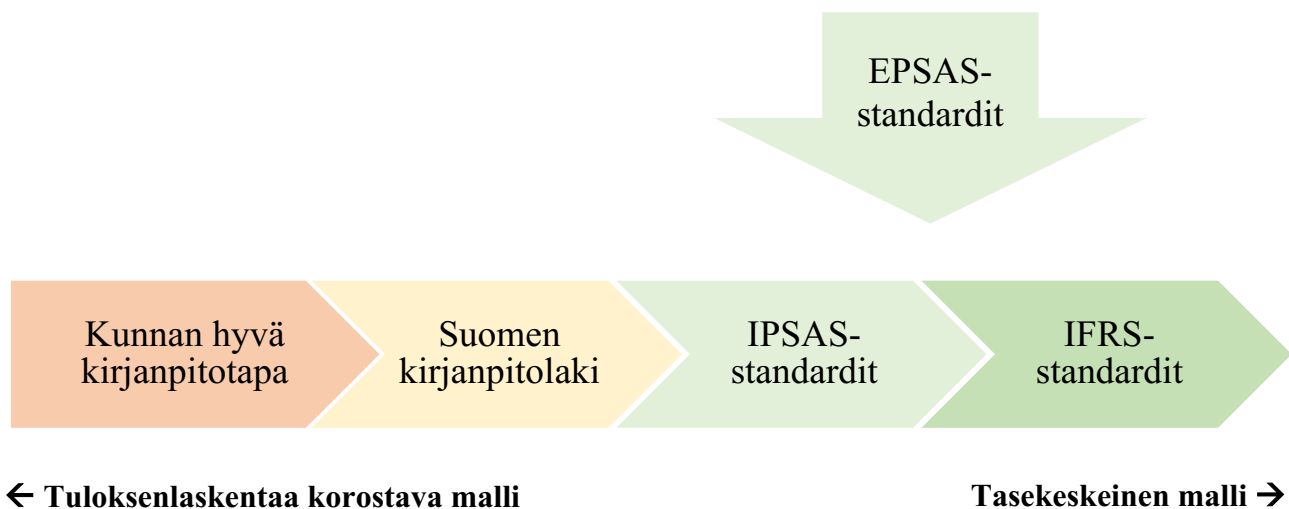 EPSAS-
standardit
Kunnan hyvä
kirjanpitotapa
Suomen
kirjanpitolaki
IPSAS-
standardit
IFRS-
standardit
← Tuloksenlaskentaa korostava malli
Tasekeskeinen malli →